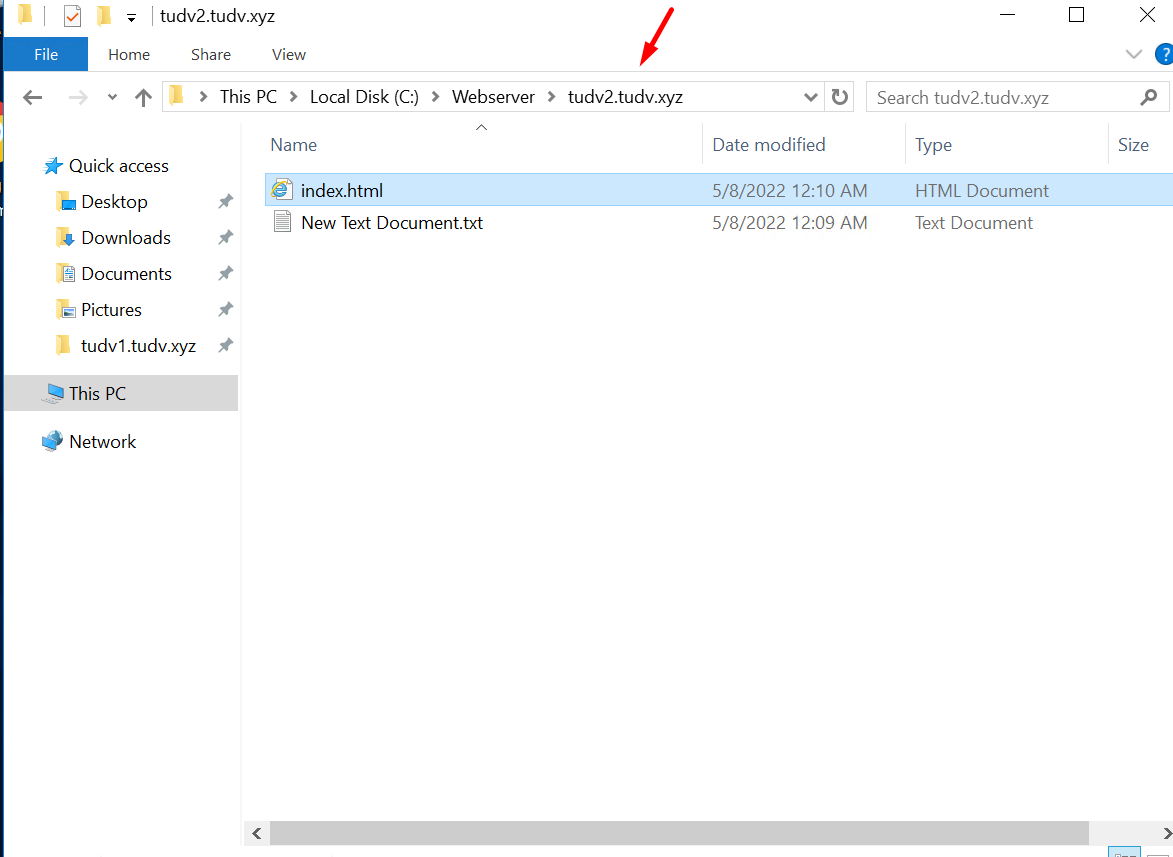 tudv2.tudv.xyz
File Home Share View ?
This PC Local Disk (C:) Webserver tudv2.tudv.xyz Search tudv2.tudv.xyz
Name Date modified Type Size
Quick access
Desktop
Downloads
Documents
Pictures
tudv1.tudv.xyz
This PC
Network
index.html 5/8/2022 12:10 AM HTML Document
New Text Document.txt 5/8/2022 12:09 AM Text Document